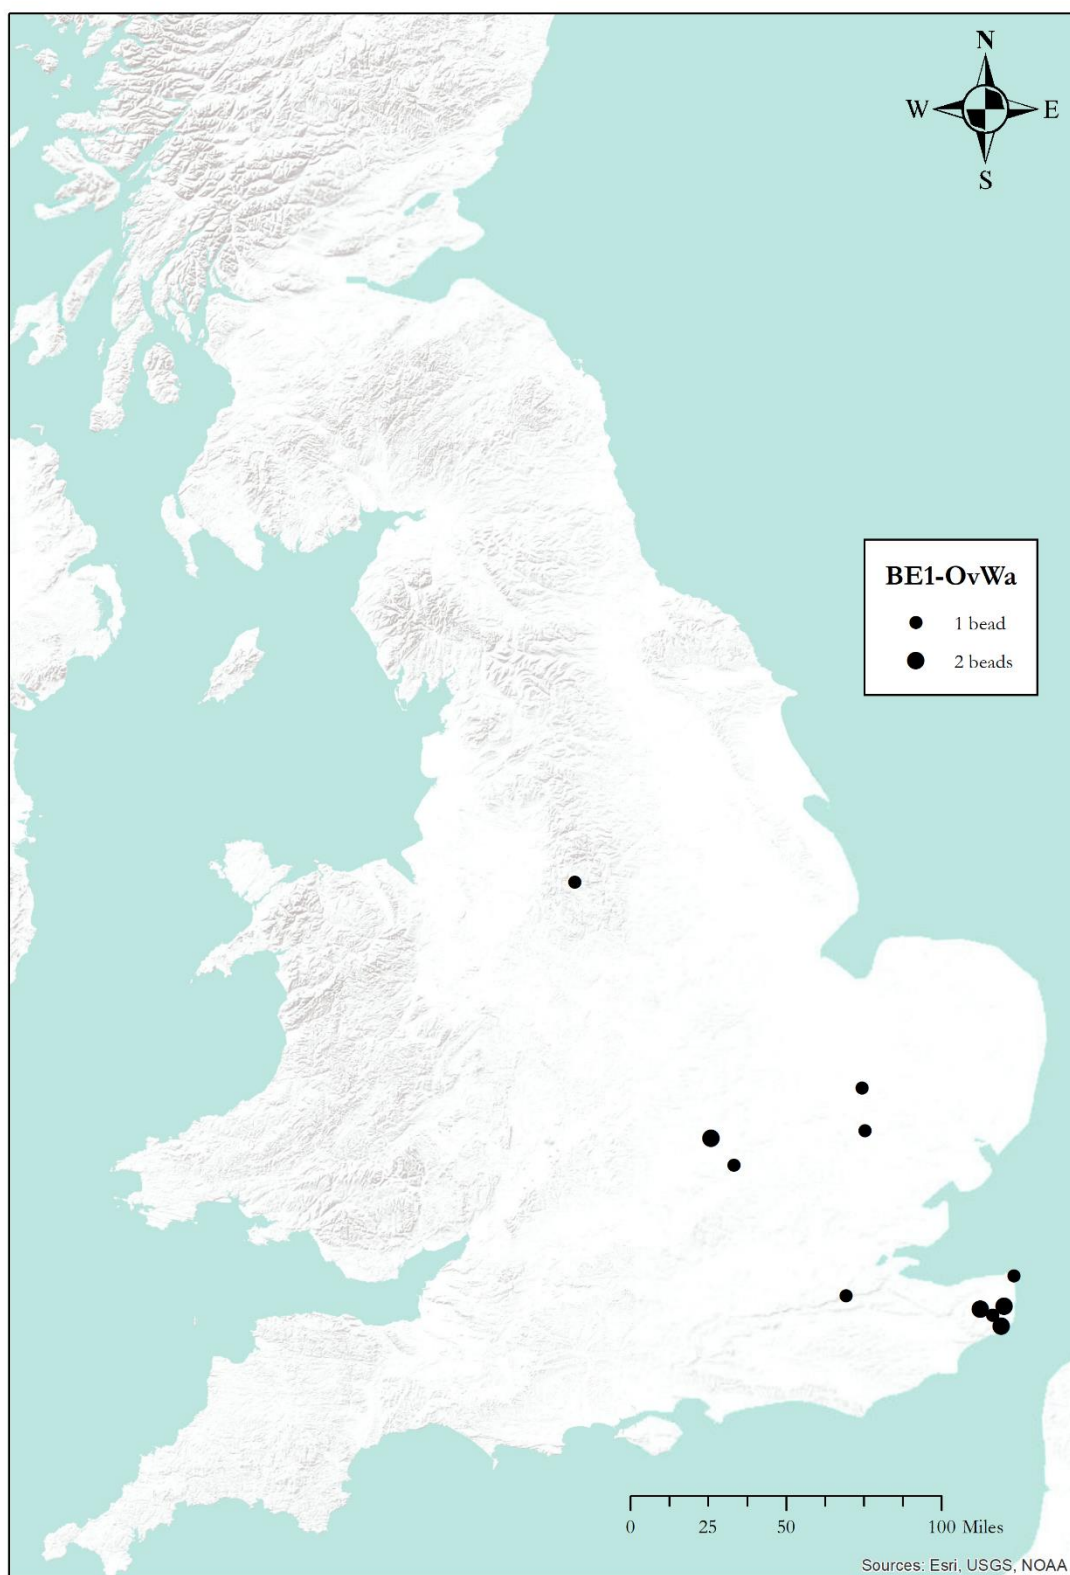 N
W E
S
BE1-OvWa
1 bead
2 beads
0 25 50 100 Miles
Sources: Esri, USGS, NOAA